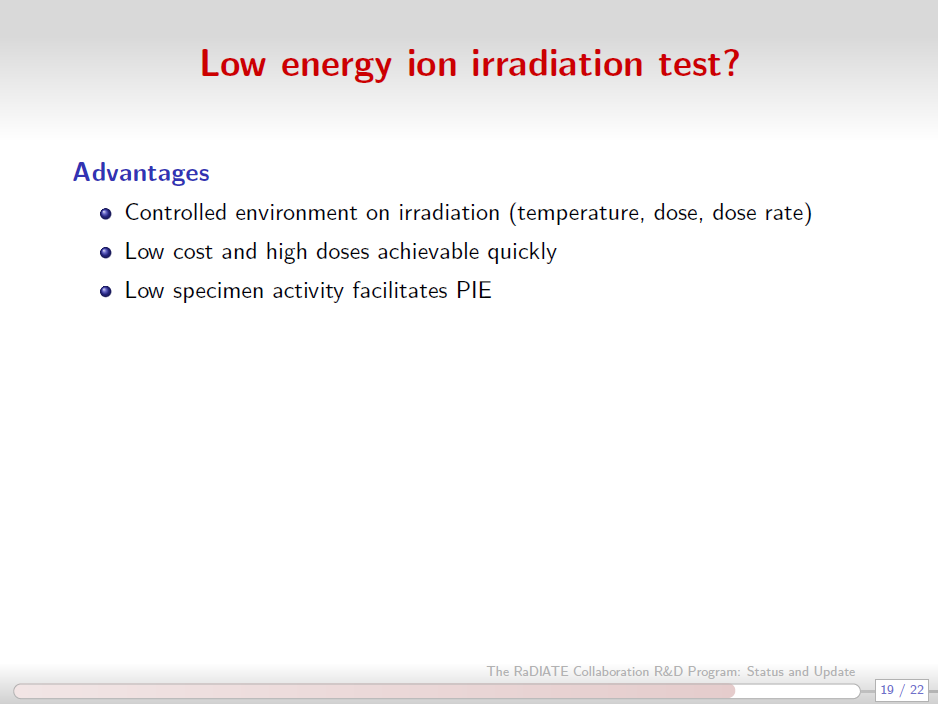 Low energy ion irradiation test?
Advantages
Controlled environment on irradiation (temperature, dose, dose rate)
Low cost and high doses achievable quickly
Low specimen activity facilitates PIE
The RaDIATE Collaboration R&D Program: Status and Update
19 / 22